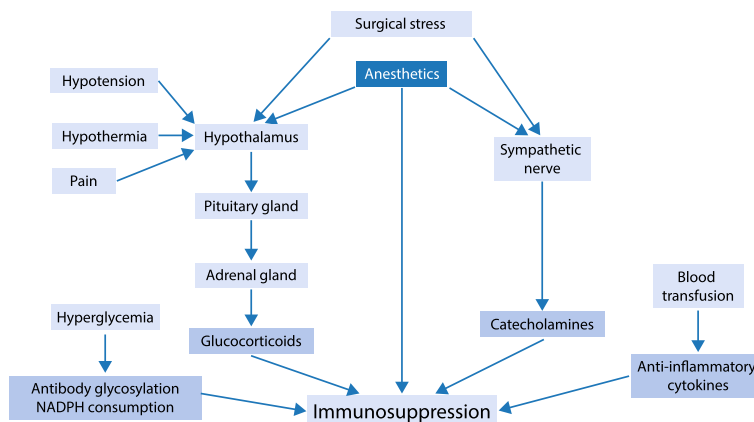 Surgical stress
Anesthetics
Hypotension
Hypothermia
Hypothalamus
Pain
Sympathetic
nerve
Pituitary gland
Adrenal gland
Blood
transfusion
Hyperglycemia
Glucocorticoids
Catecholamines
Anti-inflammatory
cytokines
Antibody glycosylation
NADPH consumption
Immunosuppression